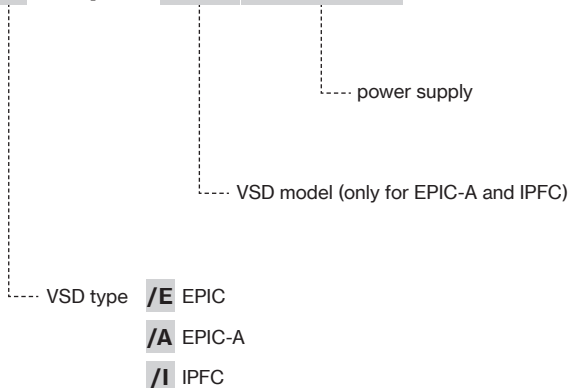 power supply
VSD model (only for EPIC-A and IPFC)
VSD type /E EPIC
/A EPIC-A
/I IPFC